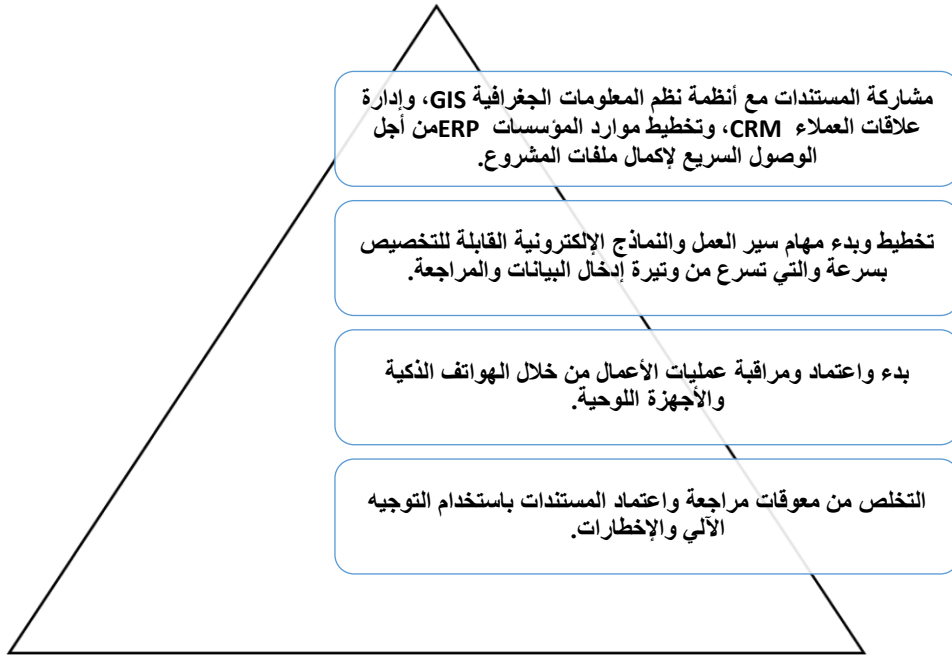 مشاركة المستندات مع أنظمة نظم المعلومات الجغرافية GIS، وإدارة
علاقات العملاء CRM، وتخطيط موارد المؤسسات ERPمن أجل
الوصول السريع لإكمال ملفات المشروع.
تخطيط وبدء مهام سير العمل والنماذج الإلكترونية القابلة للتخصيص
بسرعة والتي تسرع من وتيرة إدخال البيانات والمراجعة.
بدء واعتماد ومراقبة عمليات الأعمال من خلال الهواتف الذكية
والأجهزة اللوحية.
التخلص من معوقات مراجعة واعتماد المستندات باستخدام التوجيه
الآلي والإخطارات.